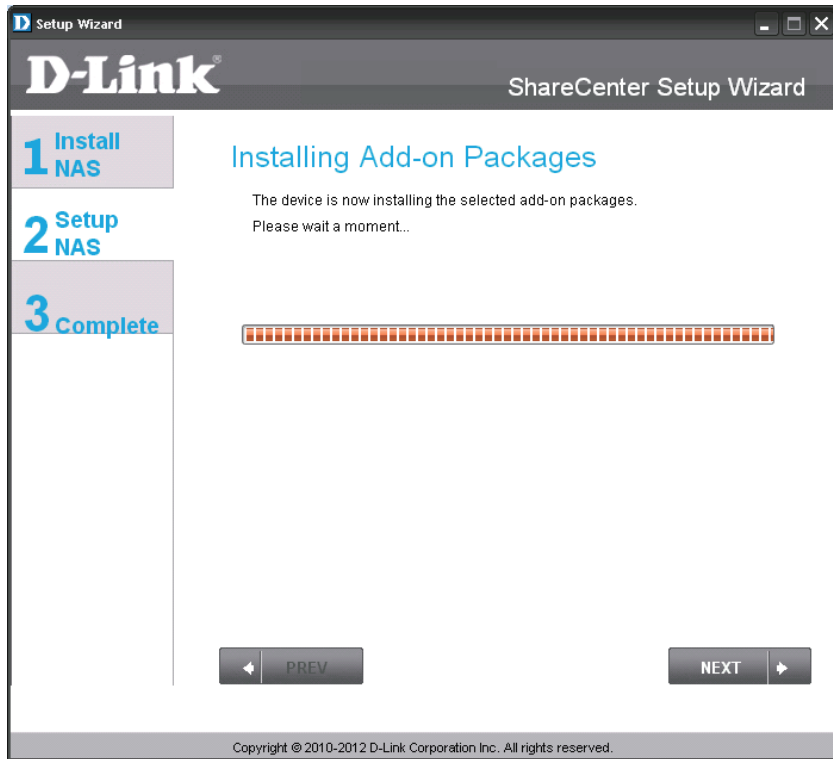 Setup Wizard
D-Link®
ShareCenter Setup Wizard
1 Install NAS
2 Setup NAS
3 Complete
Installing Add-on Packages
The device is now installing the selected add-on packages.
Please wait a moment...
PREV
NEXT
Copyright © 2010-2012 D-Link Corporation Inc. All rights reserved.